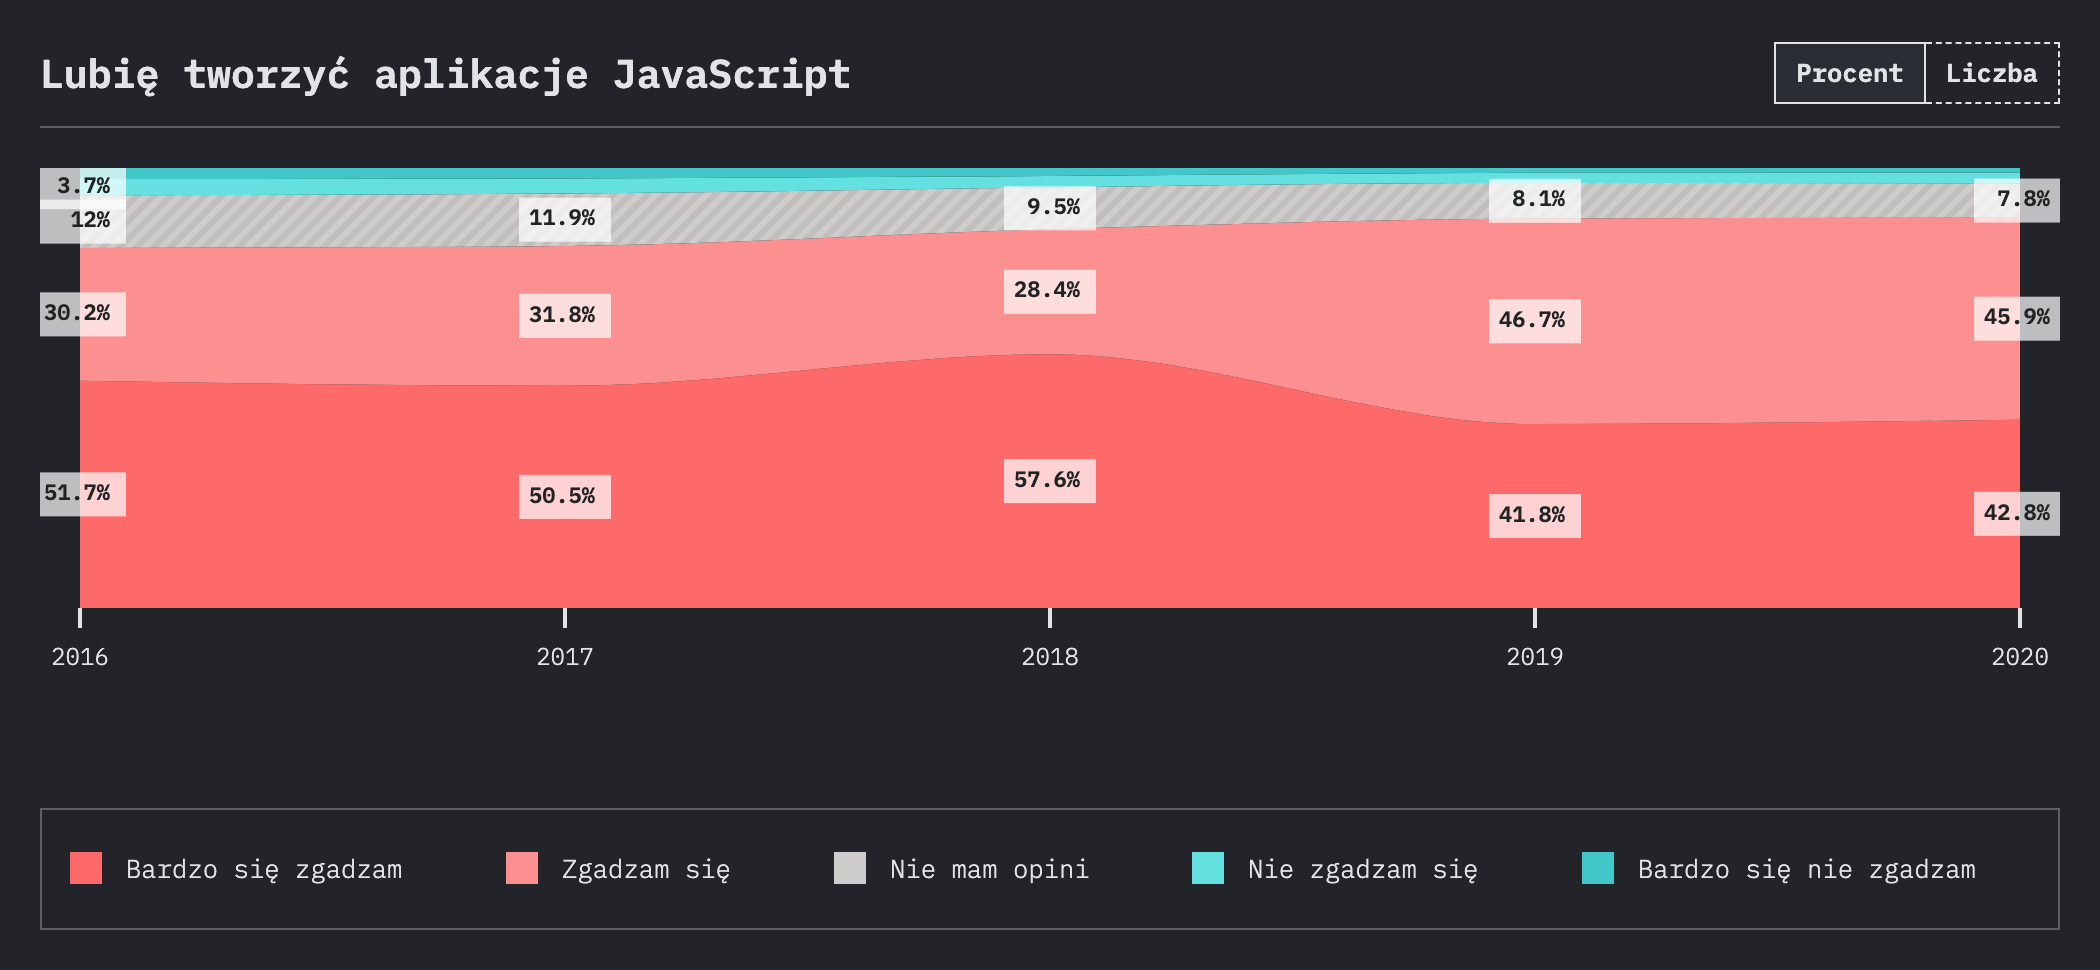 Lubię tworzyć aplikacje JavaScript
Procent Liczba
3.7%
12% 11.9% 9.5% 8.1% 7.8%
30.2% 31.8% 28.4% 46.7% 45.9%
51.7% 50.5% 57.6% 41.8% 42.8%
2016 2017 2018 2019 2020
Bardzo się zgadzam Zgadzam się Nie mam opini Nie zgadzam się Bardzo się nie zgadzam